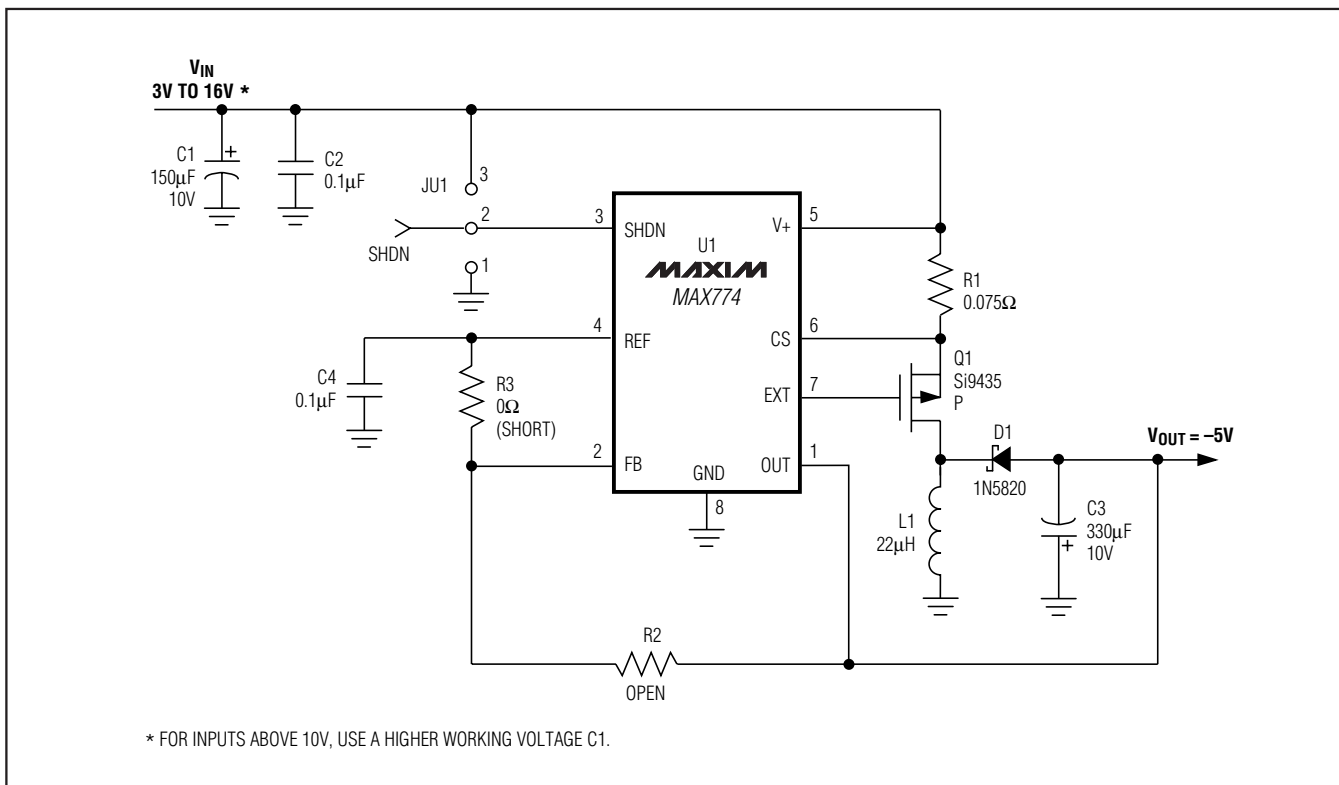 VIN
3V TO 16V *
C1
+
150µF
10V
C2
0.1µF
JU1
3
2
1
SHDN
3
SHDN
U1
MAXIM
MAX774
V+
5
R1
0.075Ω
4
REF
CS
6
C4
0.1µF
R3
0Ω
(SHORT)
EXT
7
Q1
Si9435
P
2
FB
GND
8
OUT
1
D1
1N5820
VOUT = –5V
L1
22µH
C3
330µF
10V
+
R2
OPEN
* FOR INPUTS ABOVE 10V, USE A HIGHER WORKING VOLTAGE C1.